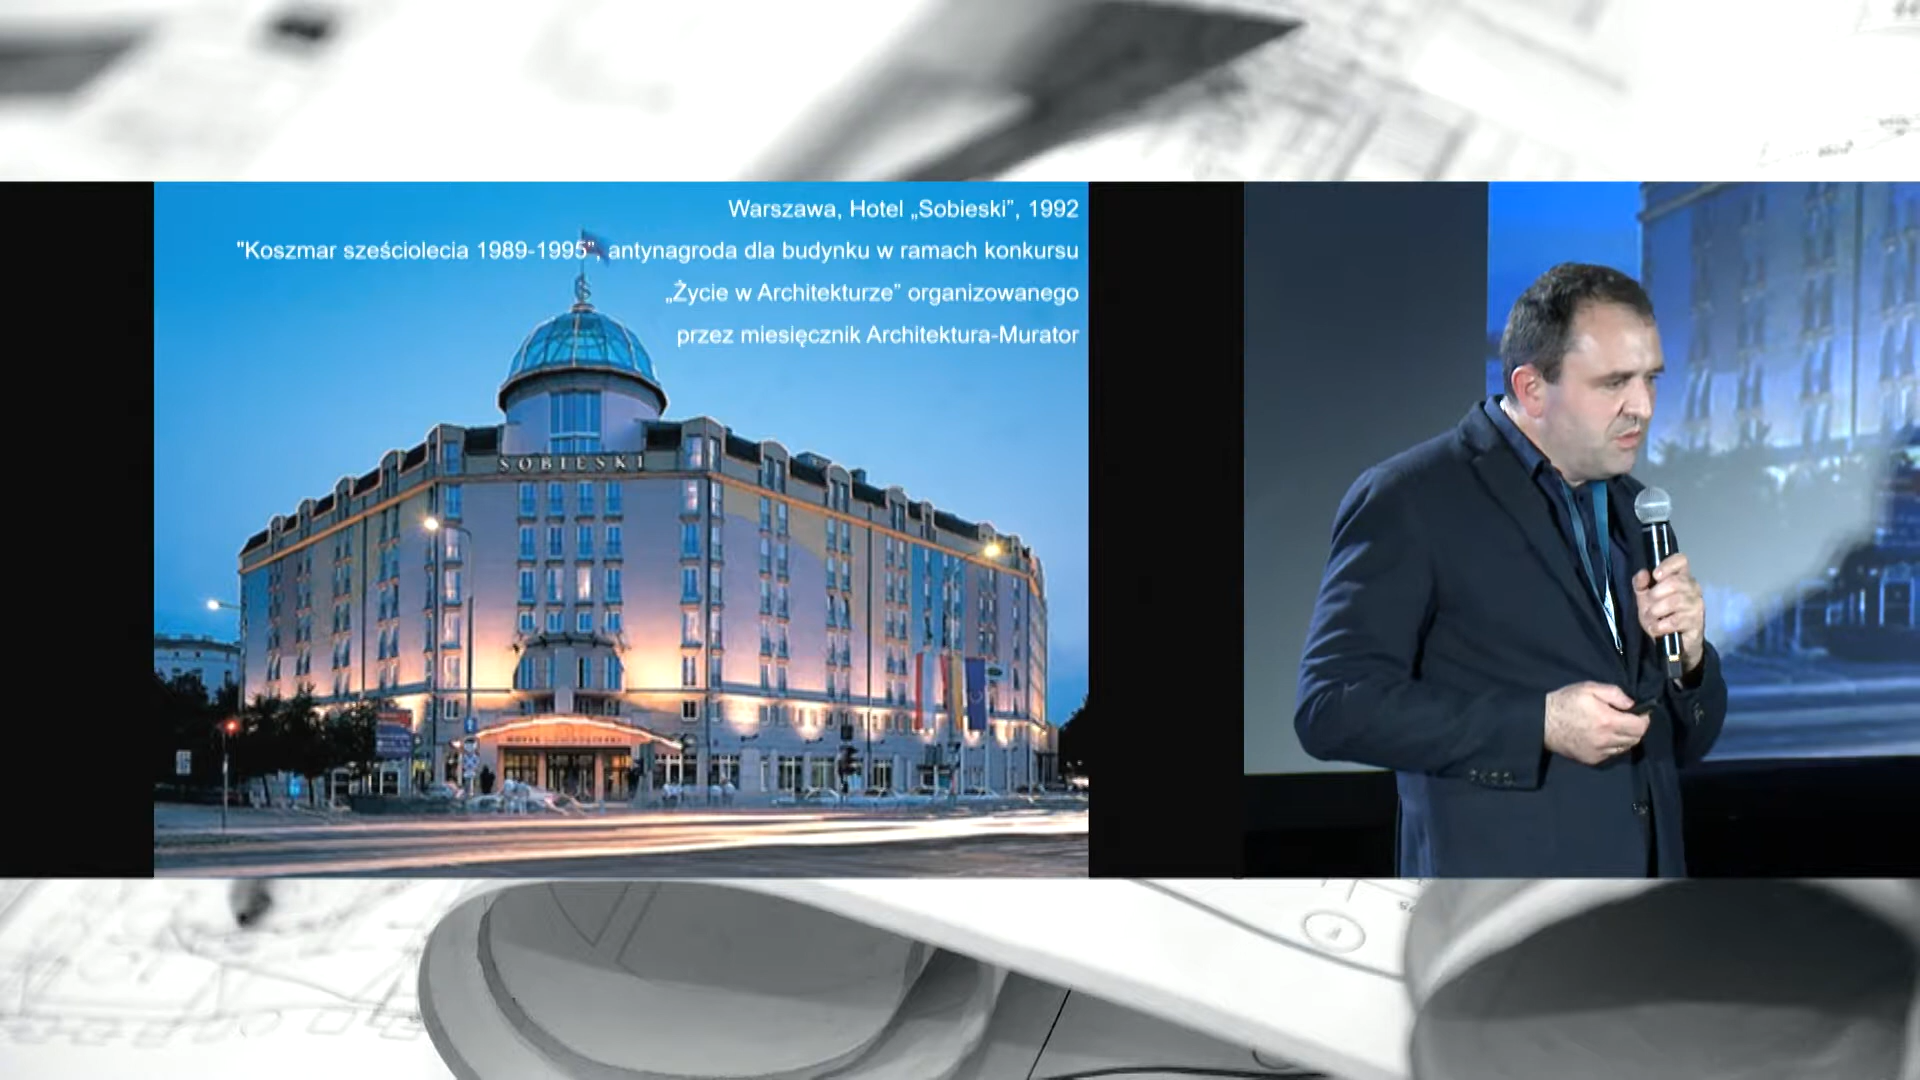 Warszawa, Hotel „Sobieski”, 1992
"Koszmar sześciolecia 1989-1995”, antynagroda dla budynku w ramach konkursu
„Życie w Architekturze” organizowanego
przez miesięcznik Architektura-Murator
SOBIESKI